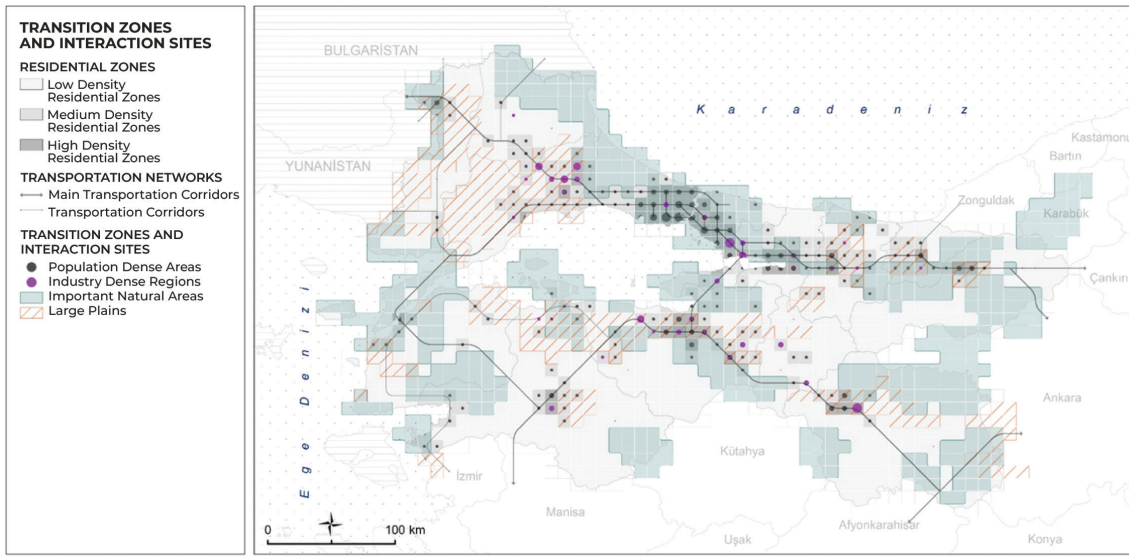 TRANSITION ZONES
AND INTERACTION SITES
RESIDENTIAL ZONES
Low Density
Residential Zones
Medium Density
Residential Zones
High Density
Residential Zones
TRANSPORTATION NETWORKS
Main Transportation Corridors
Transportation Corridors
TRANSITION ZONES AND
INTERACTION SITES
Population Dense Areas
Industry Dense Regions
Important Natural Areas
Large Plains
BULGARİSTAN
Karadeniz
YUNANİSTAN
Kastamonu
Bartın
Zonguldak
Karabük
Çankırı
Ege Denizi
Ankara
Kütahya
İzmir
Manisa
Afyonkarahisar
Uşak
Konya
0 100 km